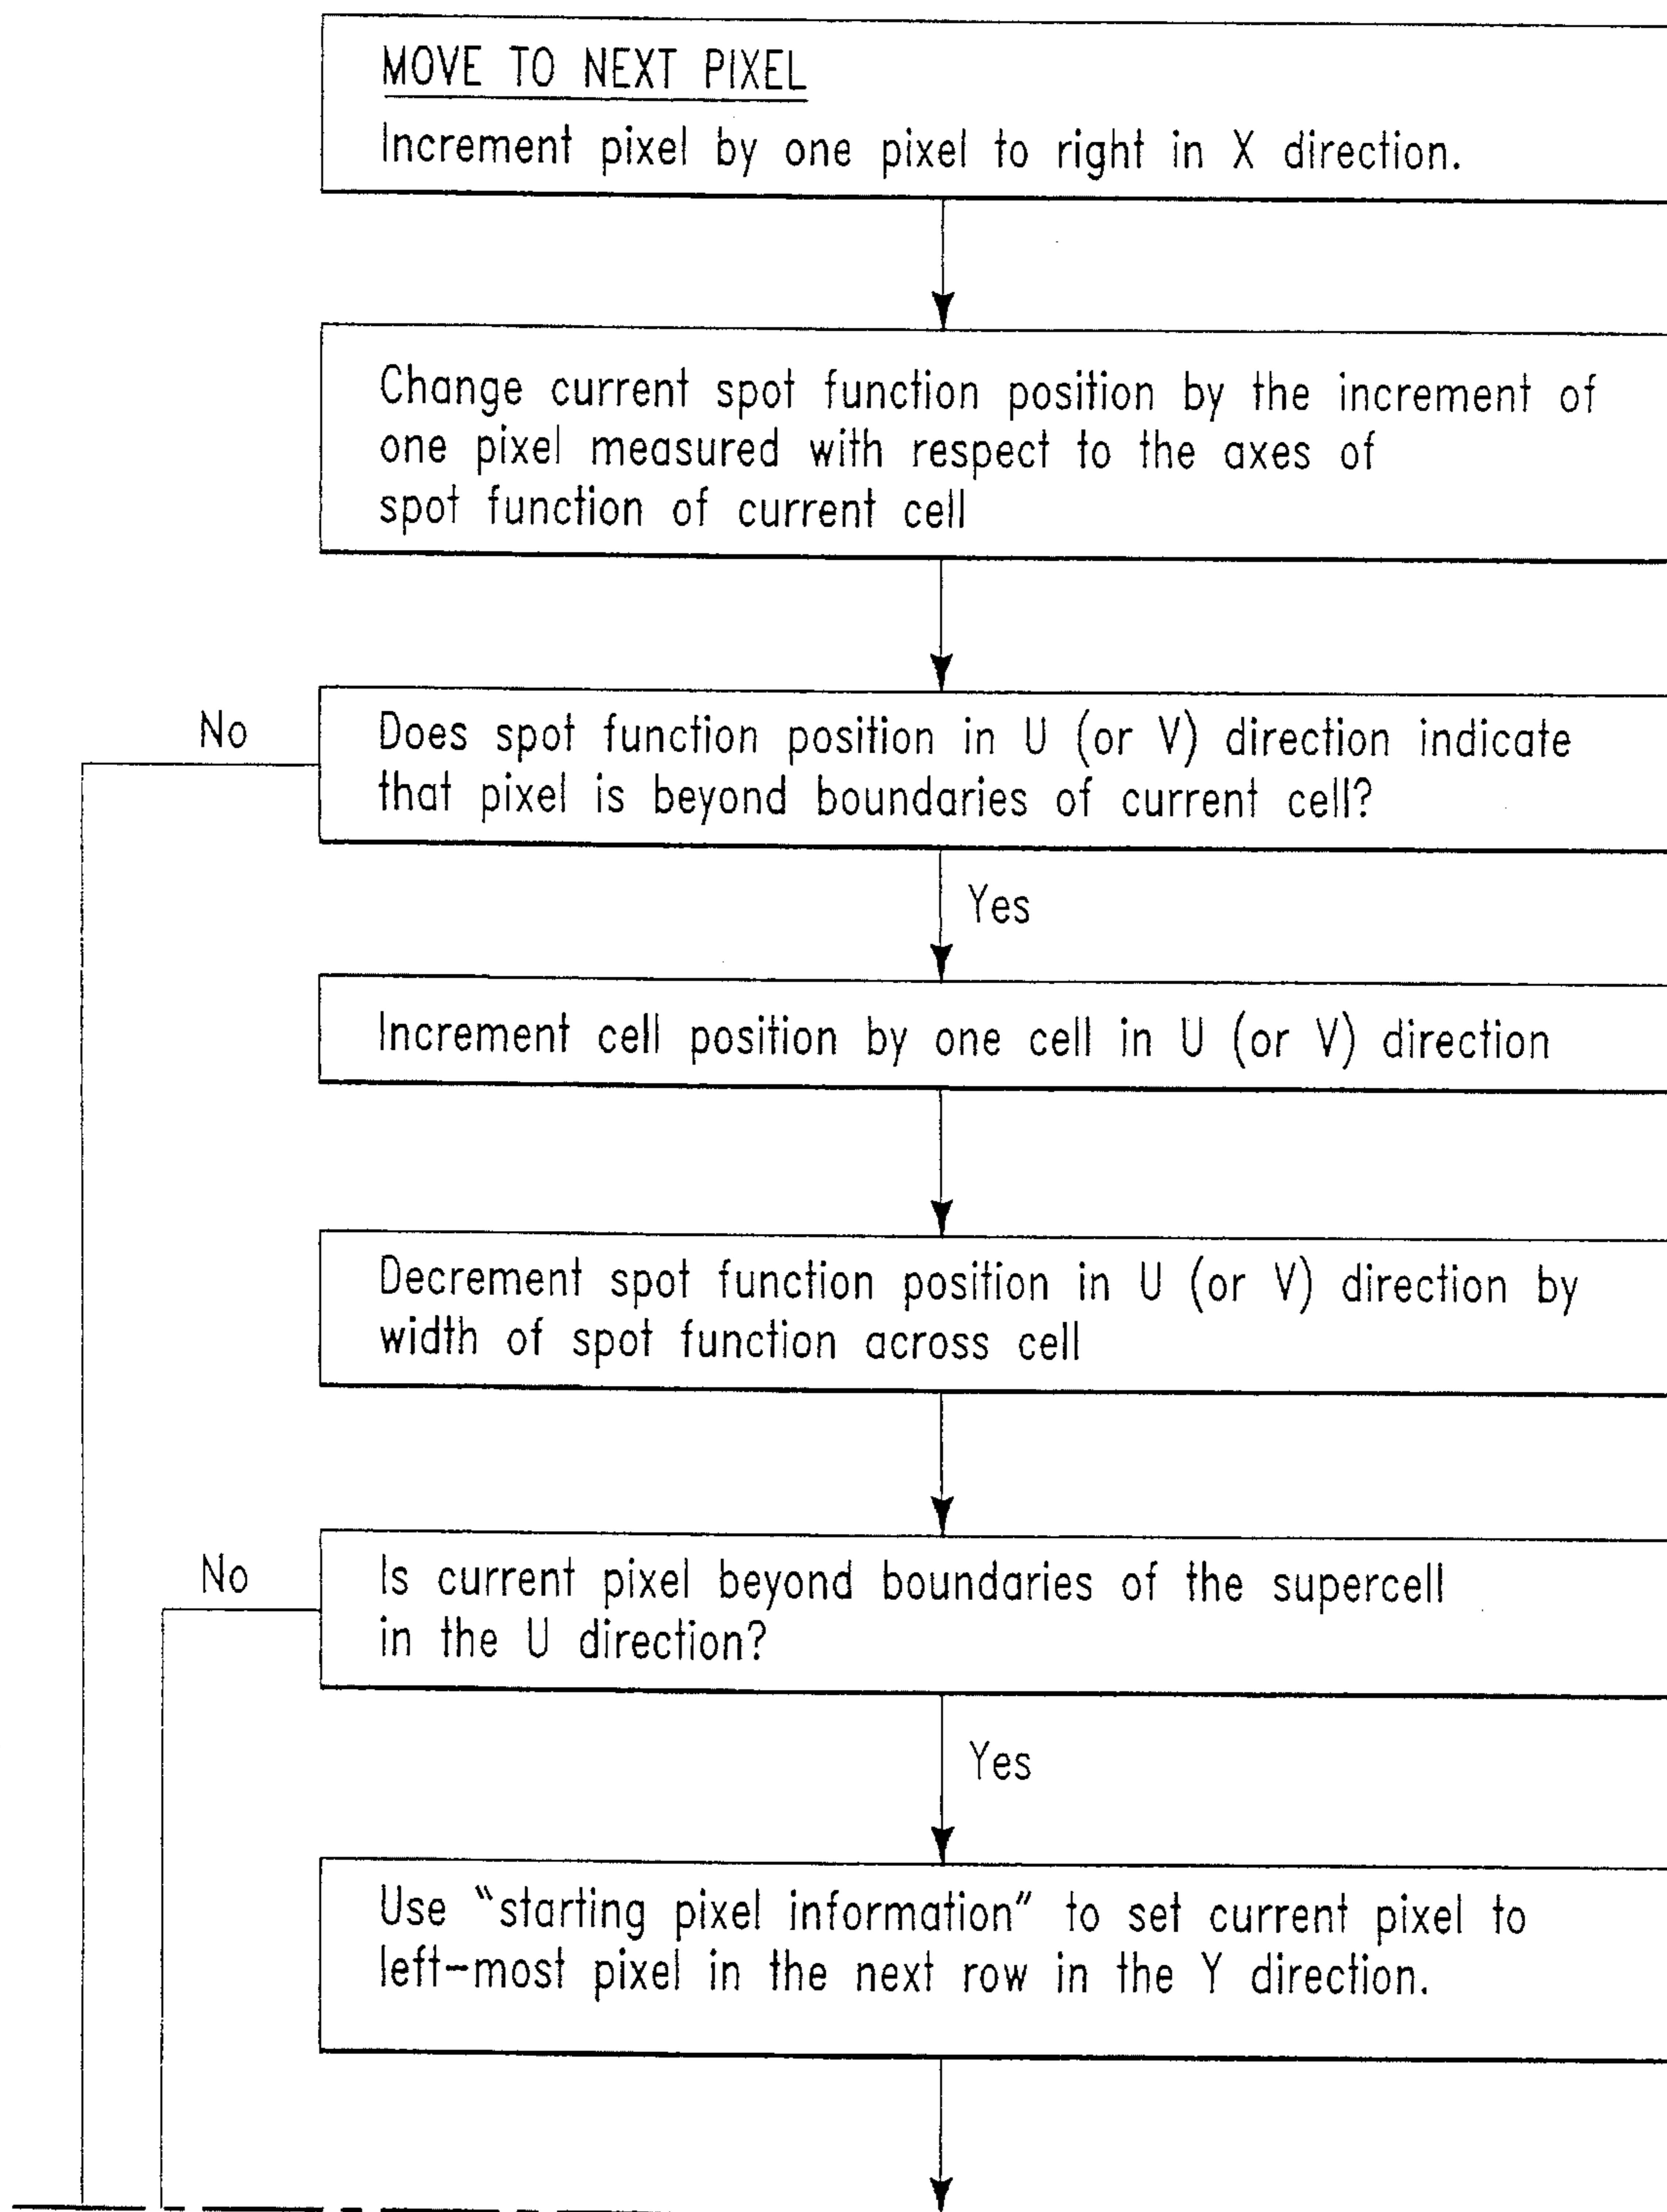 MOVE TO NEXT PIXEL
Increment pixel by one pixel to right in X direction.
Change current spot function position by the increment of
one pixel measured with respect to the axes of
spot function of current cell
No
Does spot function position in U (or V) direction indicate
that pixel is beyond boundaries of current cell?
Yes
Increment cell position by one cell in U (or V) direction
Decrement spot function position in U (or V) direction by
width of spot function across cell
No
Is current pixel beyond boundaries of the supercell
in the U direction?
Yes
Use "starting pixel information" to set current pixel to
left-most pixel in the next row in the Y direction.